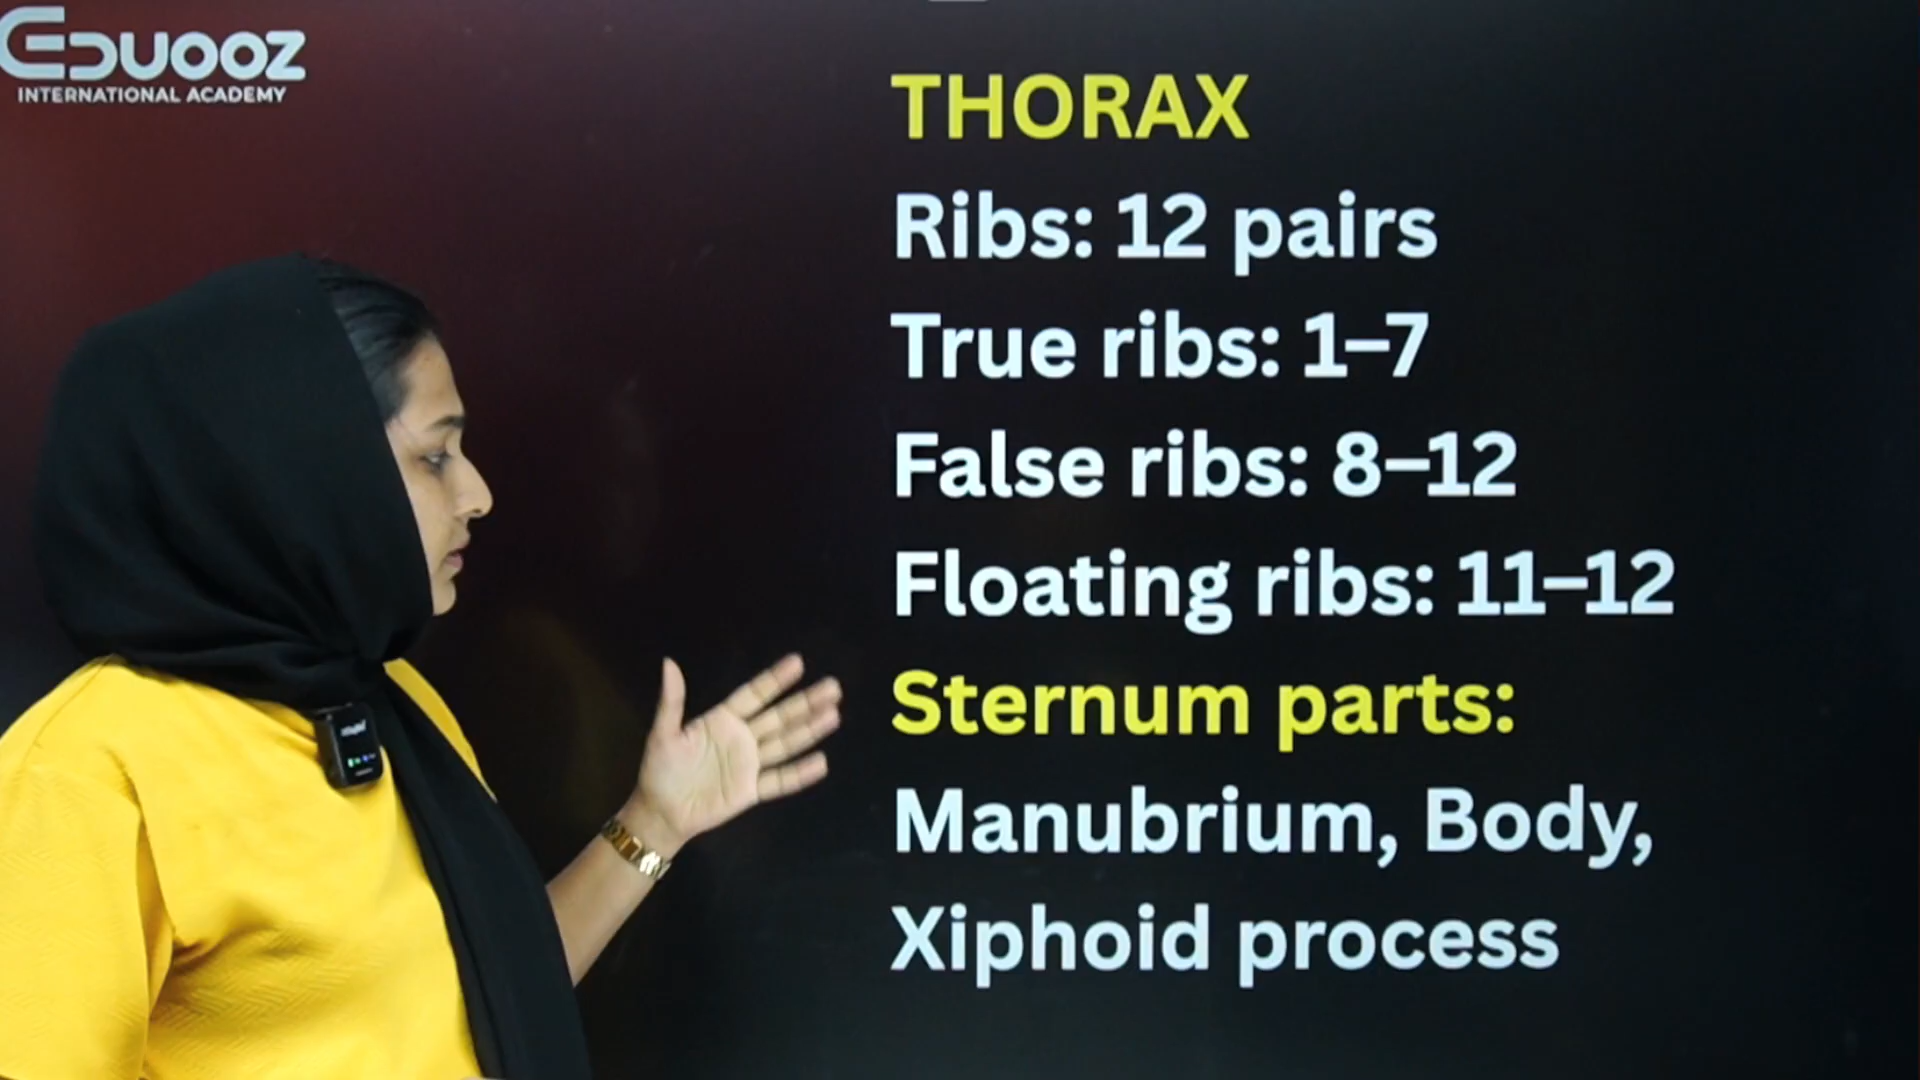 EDUOOZ
INTERNATIONAL ACADEMY
THORAX
Ribs: 12 pairs
True ribs: 1–7
False ribs: 8–12
Floating ribs: 11–12
Sternum parts:
Manubrium, Body,
Xiphoid process